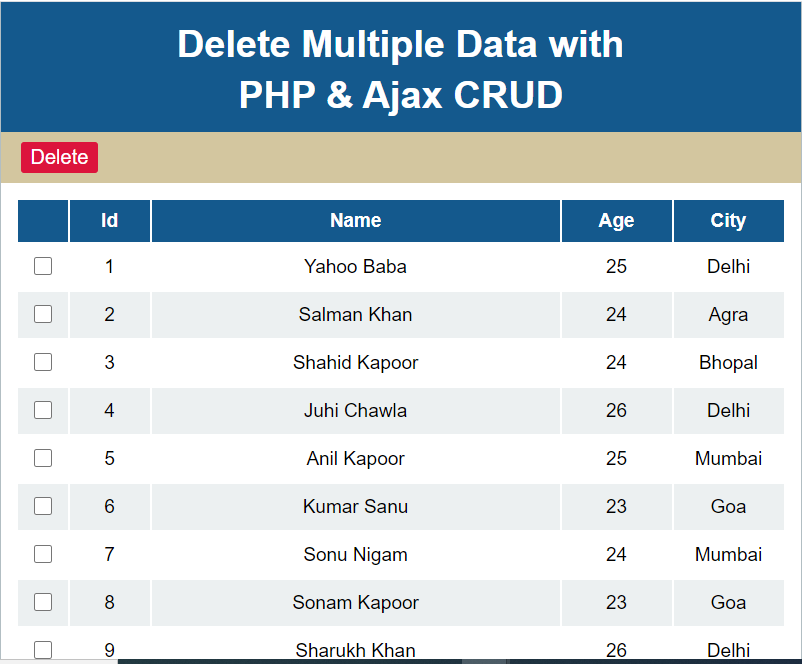 Delete Multiple Data with
PHP & Ajax CRUD
Delete
Id Name Age City
1 Yahoo Baba 25 Delhi
2 Salman Khan 24 Agra
3 Shahid Kapoor 24 Bhopal
4 Juhi Chawla 26 Delhi
5 Anil Kapoor 25 Mumbai
6 Kumar Sanu 23 Goa
7 Sonu Nigam 24 Mumbai
8 Sonam Kapoor 23 Goa
9 Sharukh Khan 26 Delhi